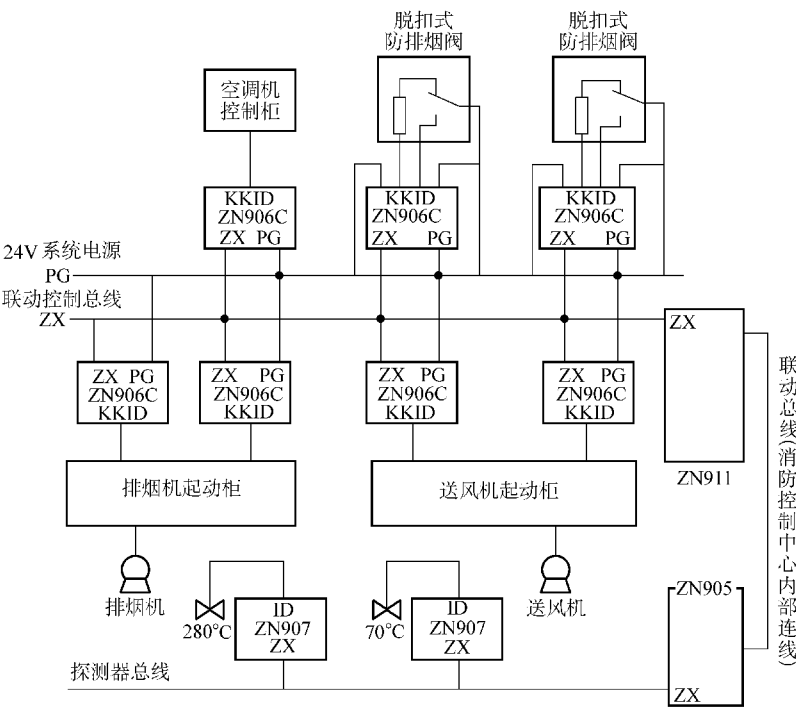 脱扣式
防排烟阀
脱扣式
防排烟阀
空调机
控制柜
KKID
ZN906C
ZX PG
KKID
ZN906C
ZX PG
KKID
ZN906C
ZX PG
24V系统电源
PG
联动控制总线
ZX
ZX PG
ZN906C
KKID
ZX PG
ZN906C
KKID
ZX PG
ZN906C
KKID
ZX PG
ZN906C
KKID
ZX
ZN911
联动总线(消防控制中心内部连线)
排烟机起动柜
送风机起动柜
排烟机
送风机
280°C
ID
ZN907
ZX
70°C
ID
ZN907
ZX
ZN905
ZX
探测器总线